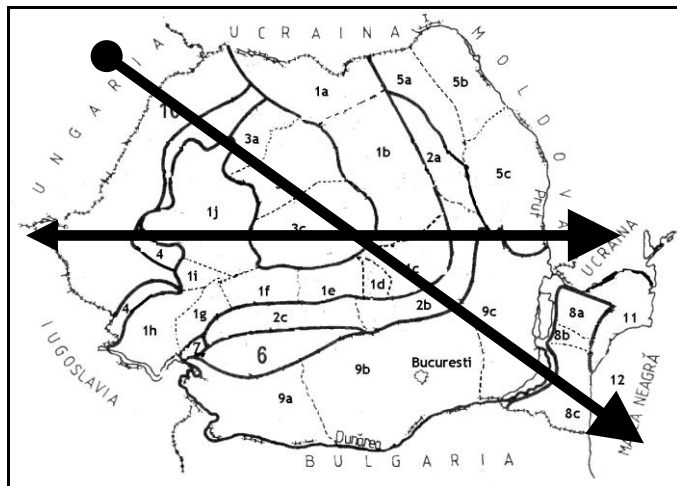 UCRAINA
MOLDOVA
UNGARIA
10
1a
5a
5b
3a
1b
2a
5c
1j
Prut
3c
UCRAINA
4
1i
1c
1d
1f
1e
4
1g
2c
2b
9c
8a
11
1h
8b
IUGOSLAVIA
7
6
9b
Bucuresti
12
9a
8c
MAREA NEAGRĂ
Dunărea
BULGARIA